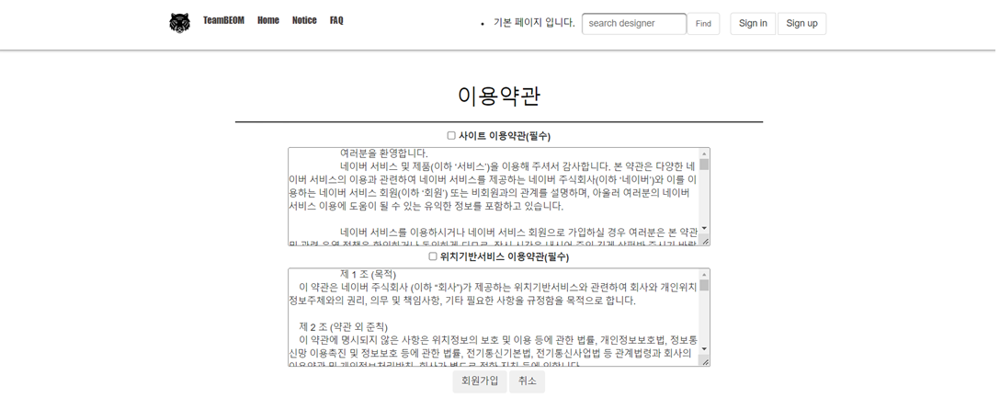 TeamBEOM Home Notice FAQ 기본 페이지 입니다. search designer Find Sign in Sign up
이용약관
사이트 이용약관(필수)
여러분을 환영합니다.
네이버 서비스 및 제품(이하 ‘서비스’)을 이용해 주셔서 감사합니다. 본 약관은 다양한 네
이버 서비스의 이용과 관련하여 네이버 서비스를 제공하는 네이버 주식회사(이하 ‘네이버’)와 이를 이
용하는 네이버 서비스 회원(이하 ‘회원’) 또는 비회원과의 관계를 설명하며, 아울러 여러분의 네이버
서비스 이용에 도움이 될 수 있는 유익한 정보를 포함하고 있습니다.
네이버 서비스를 이용하시거나 네이버 서비스 회원으로 가입하실 경우 여러분은 본 약관
위치기반서비스 이용약관(필수)
제 1 조 (목적)
이 약관은 네이버 주식회사 (이하 “회사”)가 제공하는 위치기반서비스와 관련하여 회사와 개인위치
정보주체와의 권리, 의무 및 책임사항, 기타 필요한 사항을 규정함을 목적으로 합니다.
제 2 조 (약관 외 준칙)
이 약관에 명시되지 않은 사항은 위치정보의 보호 및 이용 등에 관한 법률, 개인정보보호법, 정보통
신망 이용촉진 및 정보보호 등에 관한 법률, 전기통신기본법, 전기통신사업법 등 관계법령과 회사의
회원가입 취소